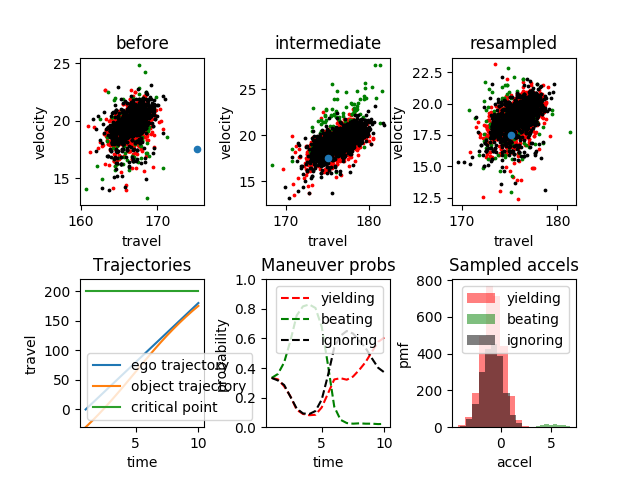 before
intermediate
resampled
25
20
15
velocity
160
170
travel
25
20
15
velocity
170
180
travel
22.5
20.0
17.5
15.0
12.5
velocity
170
180
travel
Trajectories
Maneuver probs
Sampled accels
200
150
100
50
0
travel
ego trajectory
object trajectory
critical point
5
10
time
1.0
0.8
0.6
0.4
0.2
0.0
probability
yielding
beating
ignoring
5
10
time
800
600
400
200
0
pmf
yielding
beating
ignoring
0
5
accel